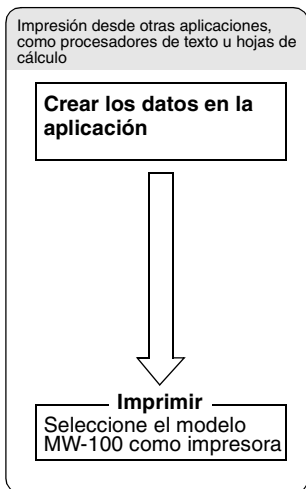 Impresión desde otras aplicaciones,
como procesadores de texto u hojas de
cálculo
Crear los datos en la
aplicación
Imprimir
Seleccione el modelo
MW-100 como impresora